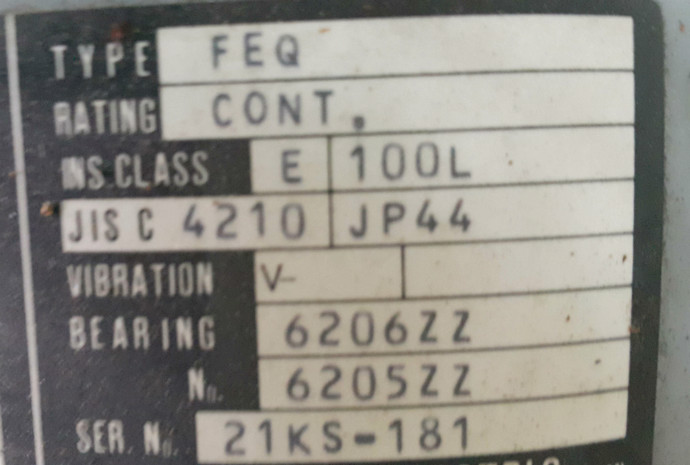 TYPE FEQ
RATING CONT.
INS.CLASS E 100L
JIS C 4210 JP44
VIBRATION V-
BEARING 6206ZZ
No. 6205ZZ
SER. No. 21KS-181